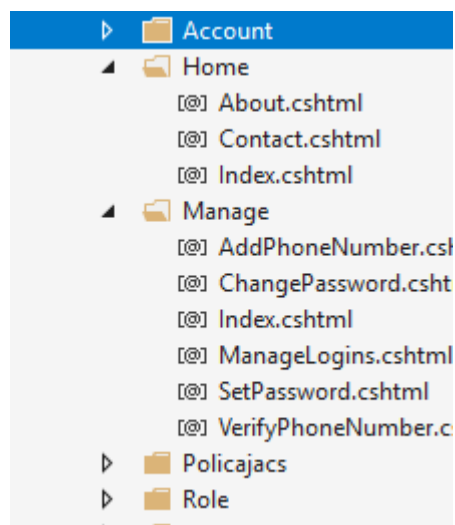 Account
Home
[@] About.cshtml
[@] Contact.cshtml
[@] Index.cshtml
Manage
[@] AddPhoneNumber.csh
[@] ChangePassword.csht
[@] Index.cshtml
[@] ManageLogins.cshtml
[@] SetPassword.cshtml
[@] VerifyPhoneNumber.c
Policajacs
Role